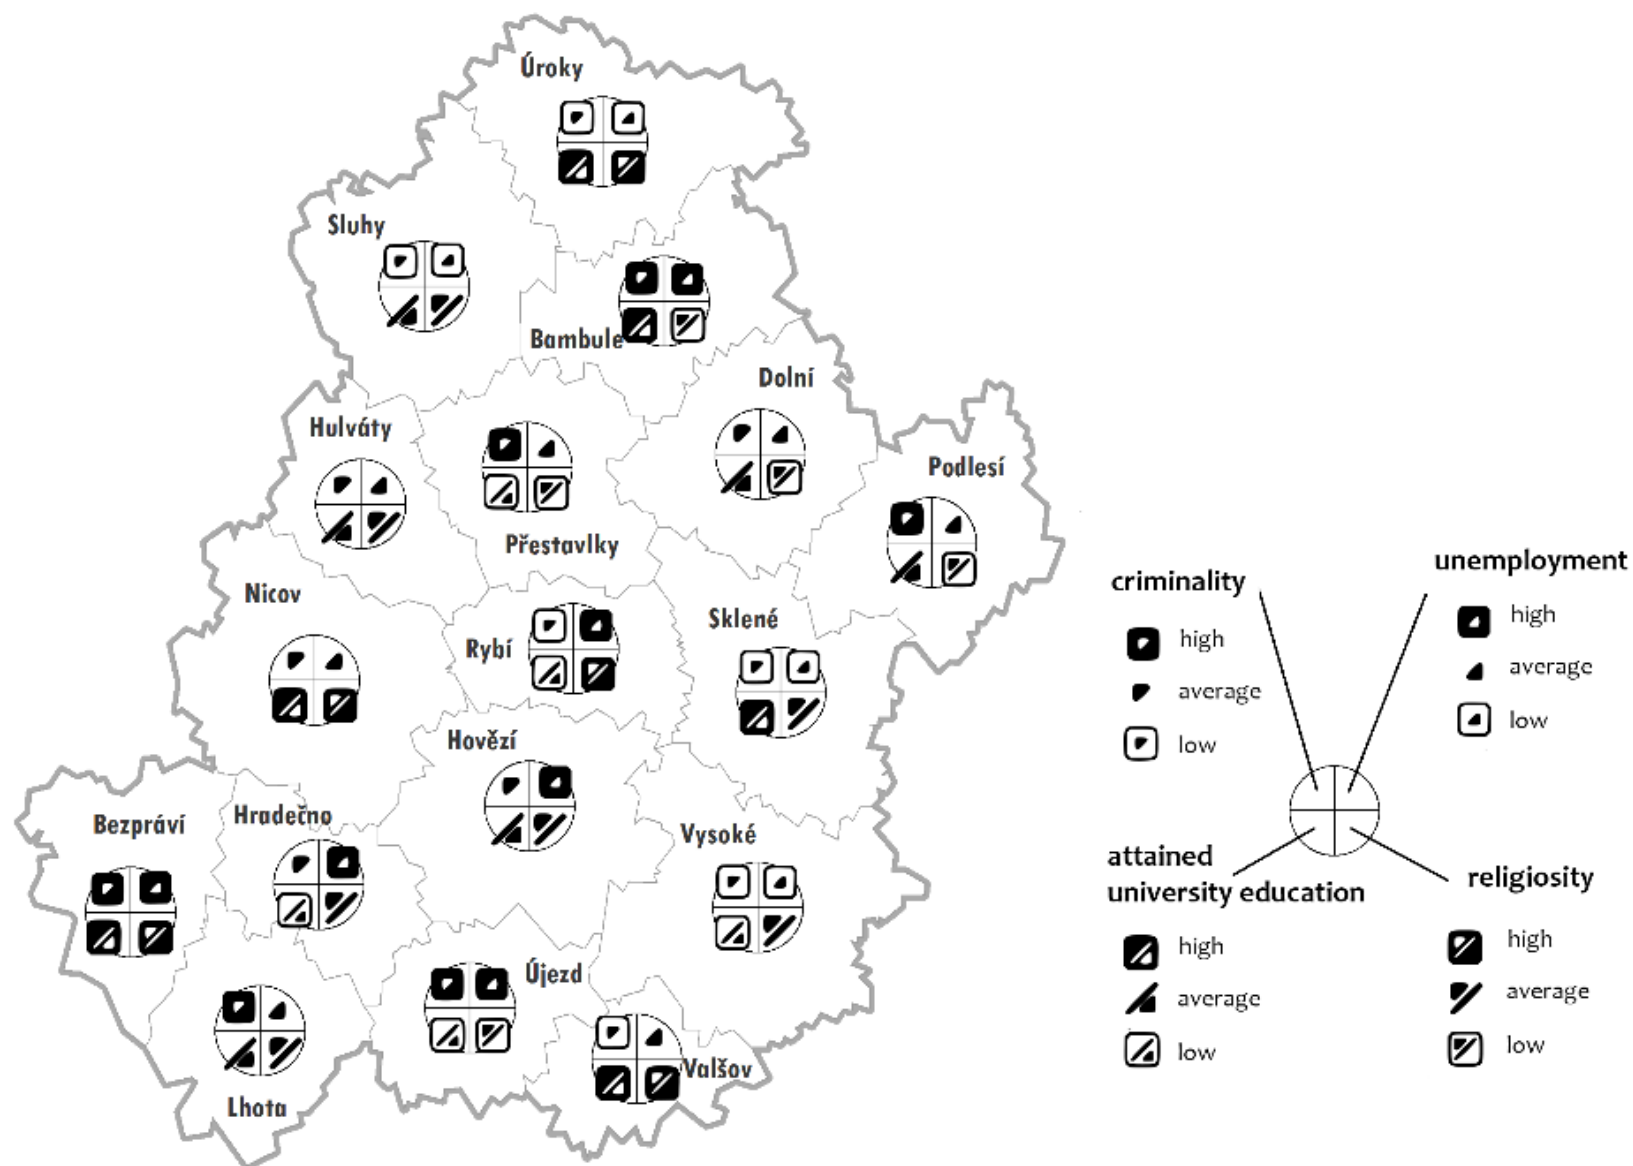 Úroky
Sluhy
Bambule
Dolní
Hulváty
Podlesí
Přestavlky
Nicov
Rybí
Sklené
Hovězí
Bezpráví
Hradečno
Vysoké
Újezd
Valšov
Lhota
criminality
high
average
low
unemployment
high
average
low
attained
university education
high
average
low
religiosity
high
average
low